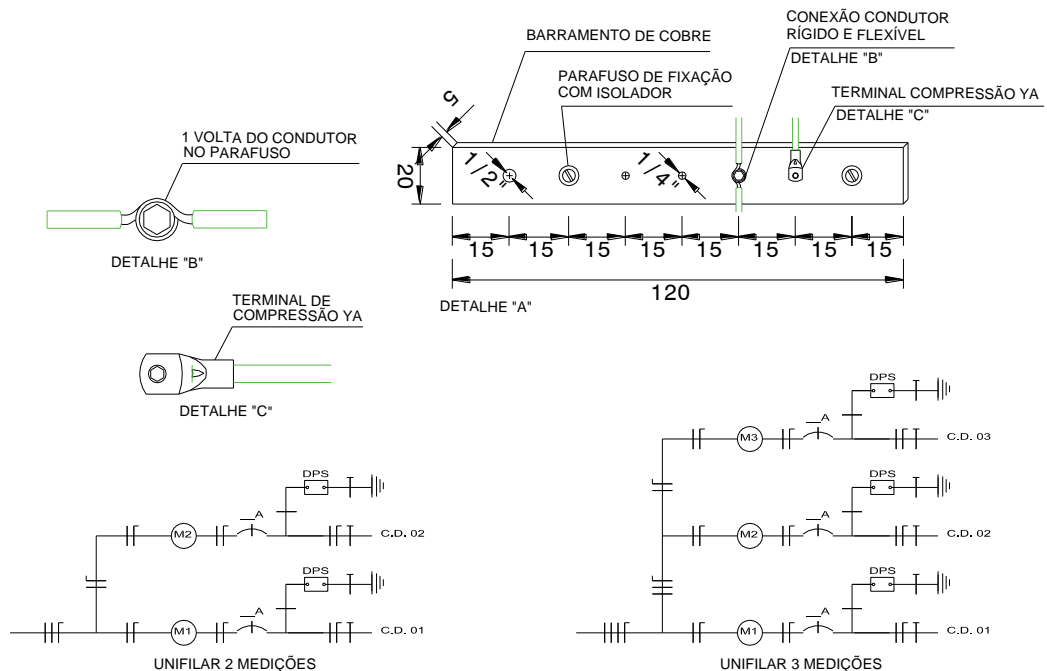 CONEXÃO CONDUTOR
RÍGIDO E FLEXÍVEL
DETALHE "B"
BARRAMENTO DE COBRE
PARAFUSO DE FIXAÇÃO
COM ISOLADOR
TERMINAL COMPRESSÃO YA
DETALHE "C"
5
20
1/2"
1/4"
15 15 15 15 15 15 15 15
120
DETALHE "A"
1 VOLTA DO CONDUTOR
NO PARAFUSO
DETALHE "B"
TERMINAL DE
COMPRESSÃO YA
DETALHE "C"
DPS
A
M2
C.D. 02
DPS
A
M1
C.D. 01
UNIFILAR 2 MEDIÇÕES
DPS
A
M3
C.D. 03
DPS
A
M2
C.D. 02
DPS
A
M1
C.D. 01
UNIFILAR 3 MEDIÇÕES